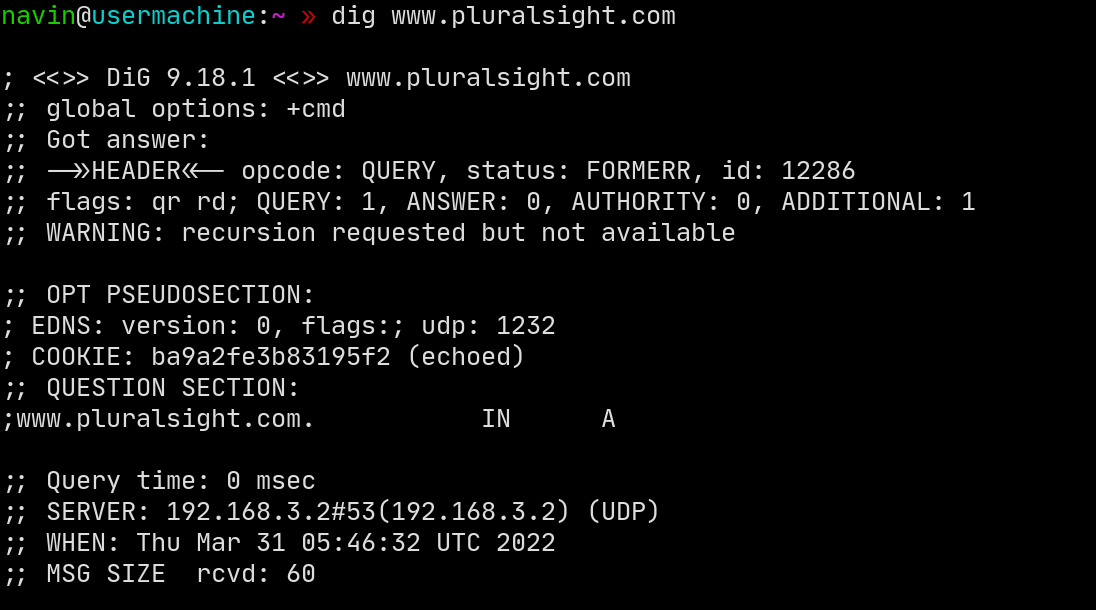 navin@usermachine:~ » dig www.pluralsight.com
; <<>> DiG 9.18.1 <<>> www.pluralsight.com
;; global options: +cmd
;; Got answer:
;; ->>HEADER<<- opcode: QUERY, status: FORMERR, id: 12286
;; flags: qr rd; QUERY: 1, ANSWER: 0, AUTHORITY: 0, ADDITIONAL: 1
;; WARNING: recursion requested but not available
;; OPT PSEUDOSECTION:
; EDNS: version: 0, flags:; udp: 1232
; COOKIE: ba9a2fe3b83195f2 (echoed)
;; QUESTION SECTION:
;www.pluralsight.com. IN A
;; Query time: 0 msec
;; SERVER: 192.168.3.2#53(192.168.3.2) (UDP)
;; WHEN: Thu Mar 31 05:46:32 UTC 2022
;; MSG SIZE rcvd: 60